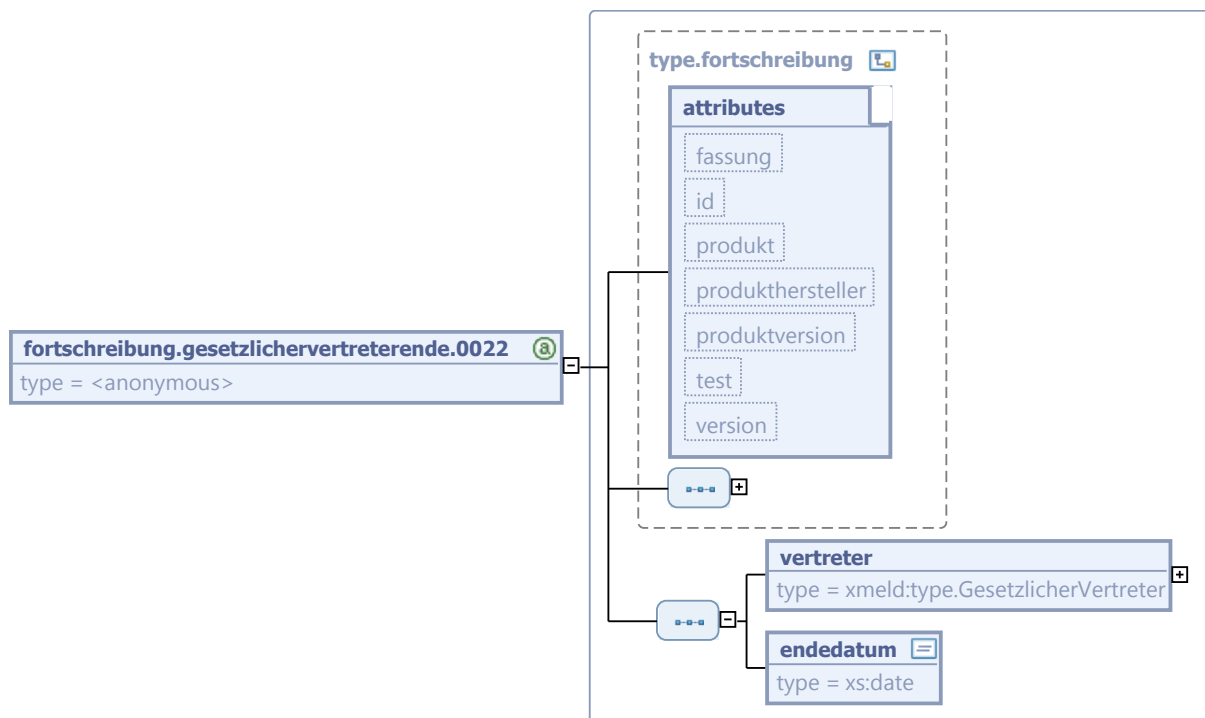 type.fortschreibung
attributes
fassung
id
produkt
produkthersteller
produktversion
test
version
fortschreibung.gesetzlichervertreterende.0022
type = <anonymous>
vertreter
type = xmeld:type.GesetzlicherVertreter
endedatum
type = xs:date